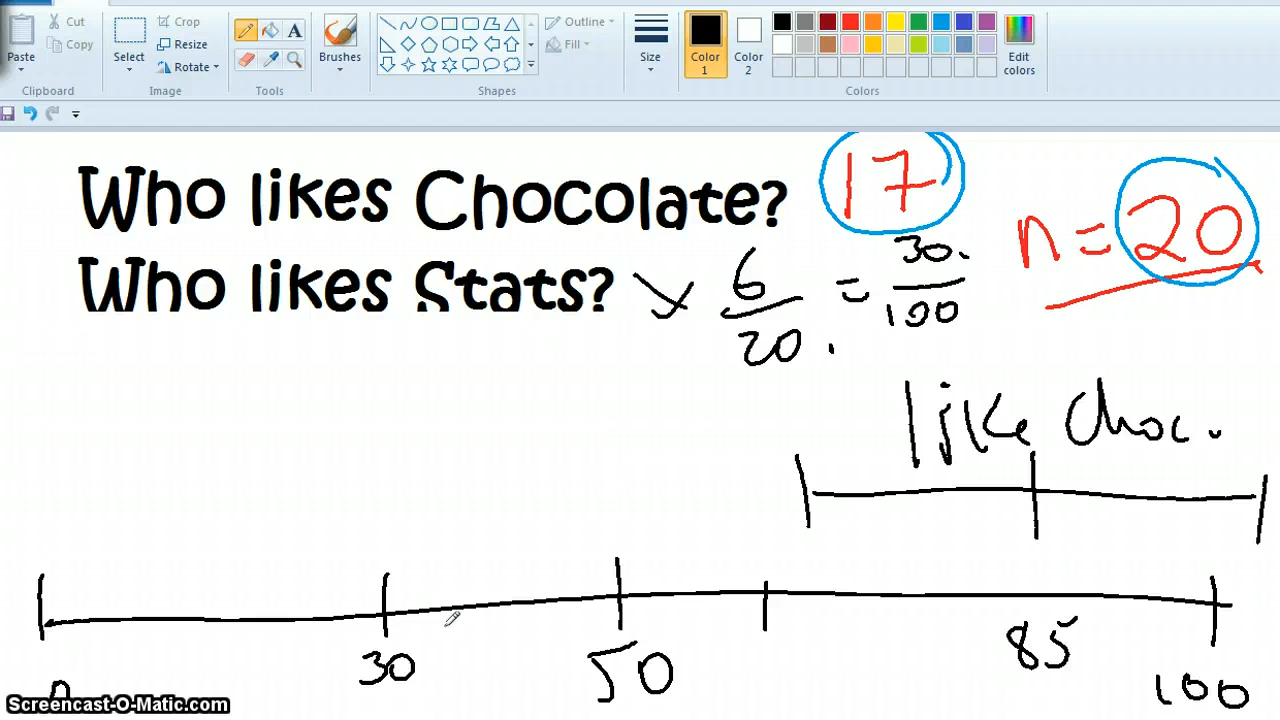 Cut
Copy
Paste
Clipboard
Crop
Resize
Rotate
Select
Image
A
Tools
Brushes
Outline
Fill
Shapes
Size
Color
1
Color
2
Edit
colors
Colors
Who likes Chocolate?
17
n = 20
Who likes Stats?
6
20.
=
30.
100
like choc.
0
30
50
85
100
Screencast-O-Matic.com